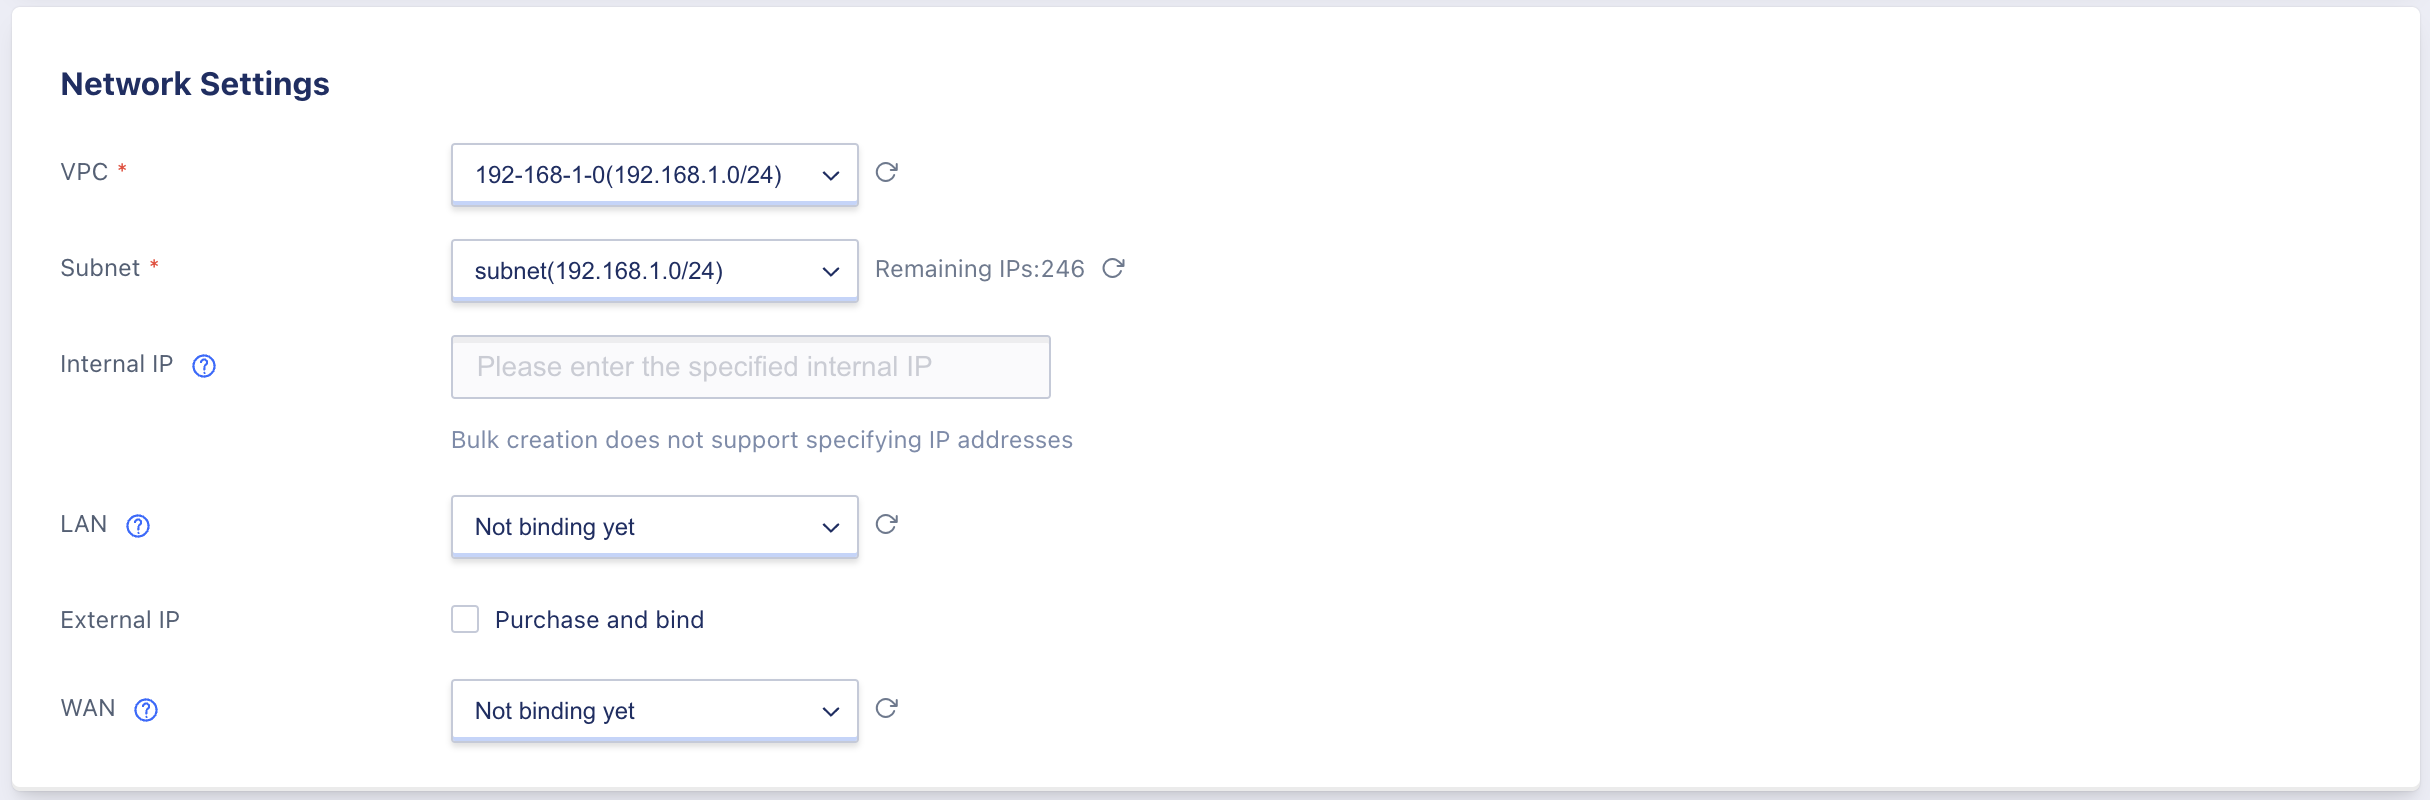 Network Settings
VPC *
192-168-1-0(192.168.1.0/24)
Subnet *
subnet(192.168.1.0/24)
Remaining IPs:246
Internal IP ?
Please enter the specified internal IP
Bulk creation does not support specifying IP addresses
LAN ?
Not binding yet
External IP
Purchase and bind
WAN ?
Not binding yet